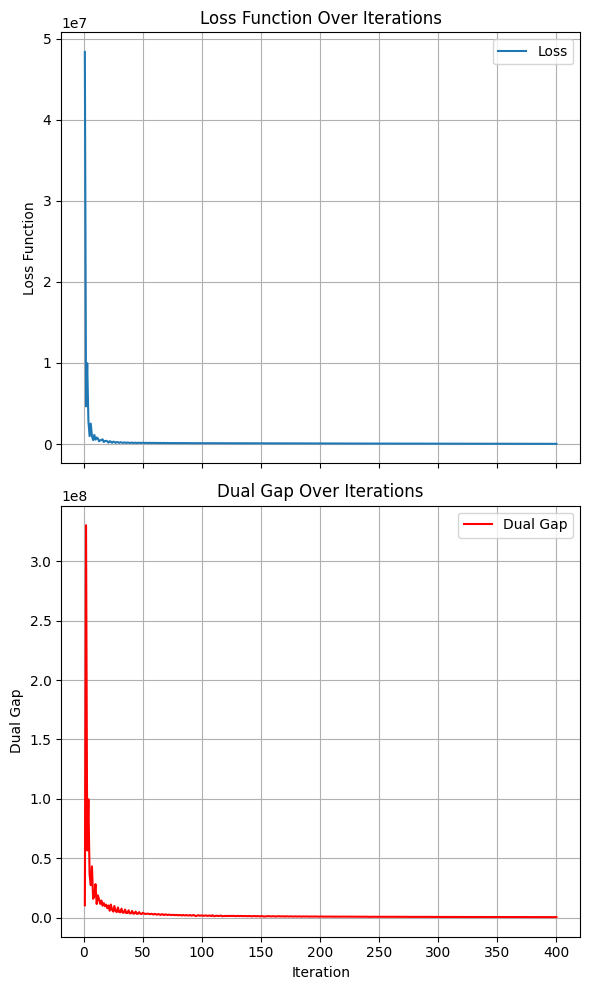 Loss Function Over Iterations
1e7
Loss
5
4
3
2
1
0
Loss Function
Dual Gap Over Iterations
1e8
Dual Gap
3.0
2.5
2.0
1.5
1.0
0.5
0.0
Dual Gap
0 50 100 150 200 250 300 350 400
Iteration